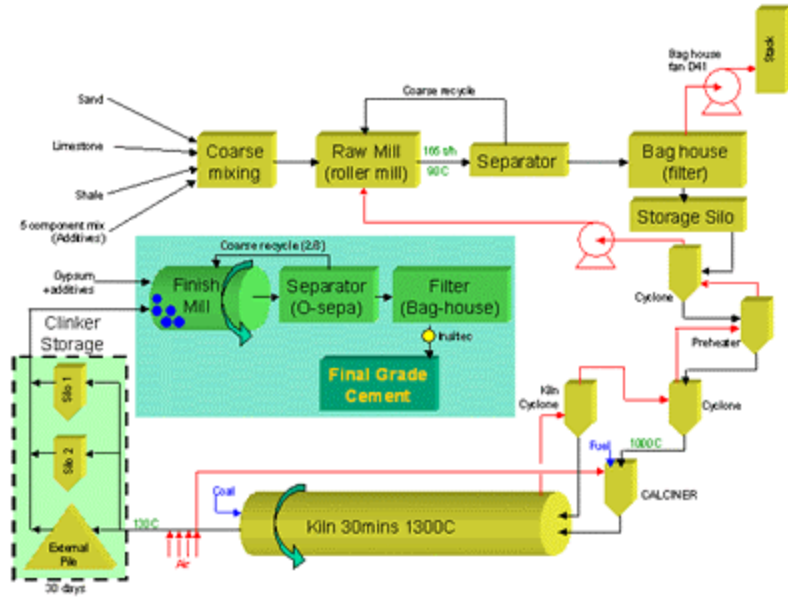 Stack
Bag house
fan D41
Coarse recycle
Sand
Limestone
Shale
5 component mix
(Additives)
Coarse
mixing
Raw Mill
(roller mill)
165 t/h
90C
Separator
Bag house
(filter)
Storage Silo
Coarse recycle (2.8)
Gypsum
+additives
Finish
Mill
Separator
(O-sepa)
Filter
(Bag-house)
Final Grade
Cement
Cyclone
Preheater
Clinker
Storage
Silo 1
Silo 2
External
Pile
30 days
Kiln
Cyclone
Cyclone
Fuel
1000C
CALCINER
Coal
Kiln 30mins 1300C
130C
Air